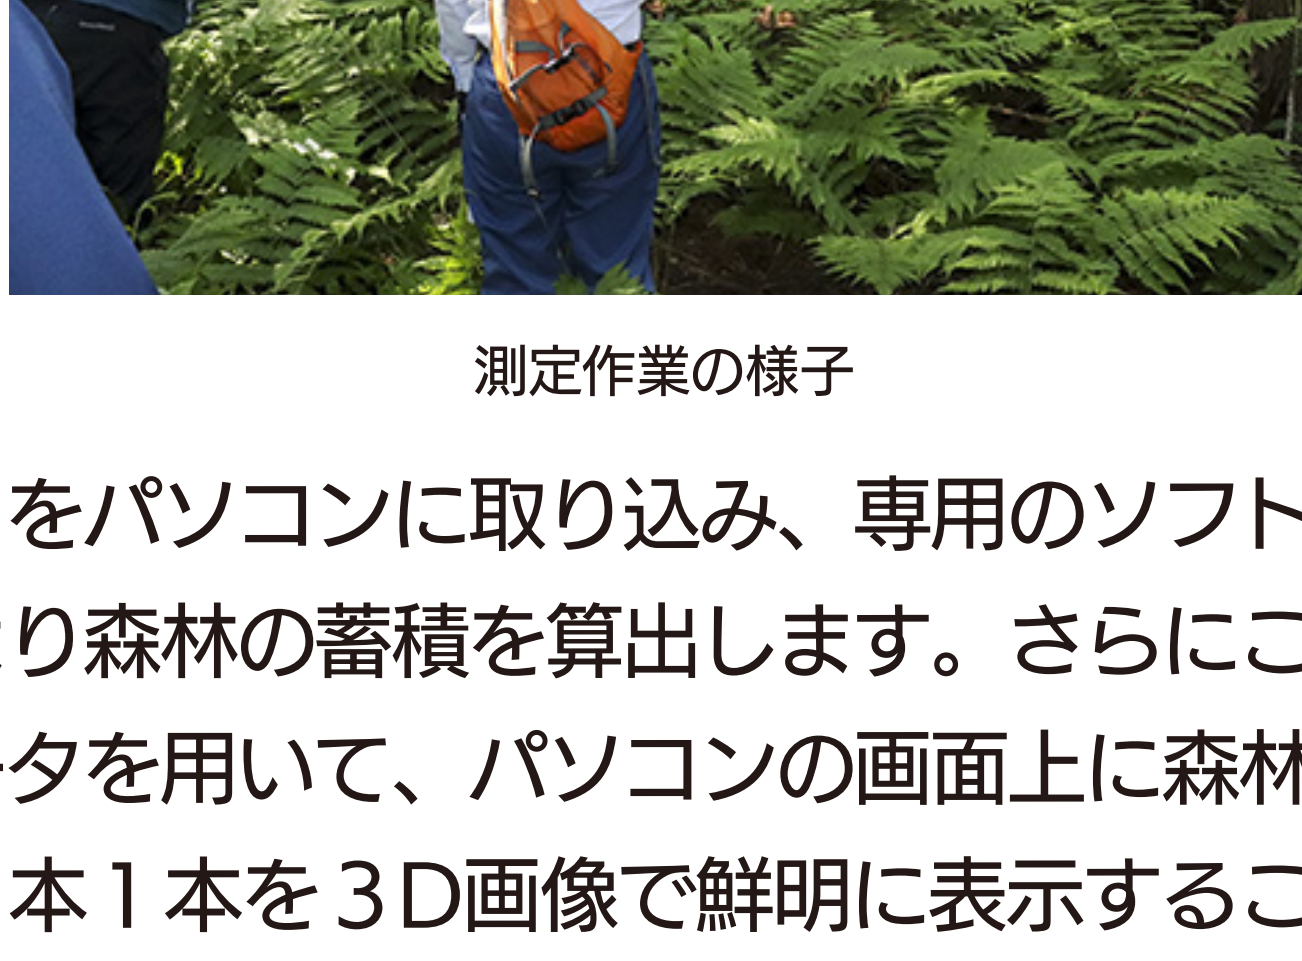 測定作業の様子
をパソコンに取り込み、専用のソフト
り森林の蓄積を算出します。さらにこ
タを用いて、パソコンの画面上に森林
本１本を３Ｄ画像で鮮明に表示するこ